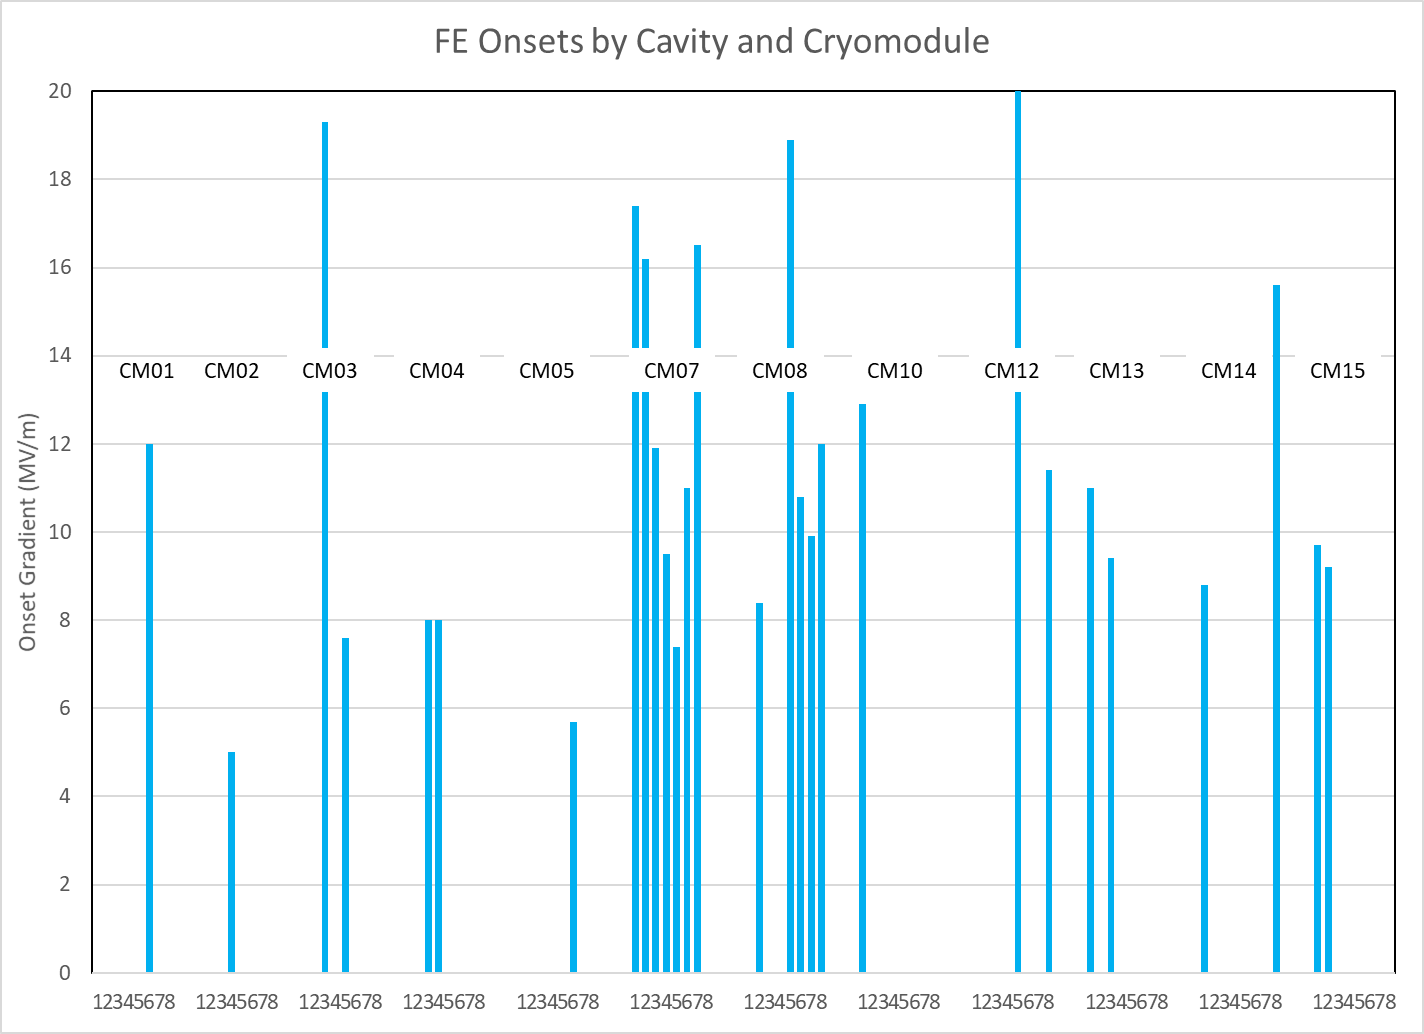 FE Onsets by Cavity and Cryomodule
20
18
16
14
12
10
8
6
4
2
0
Onset Gradient (MV/m)
CM01 CM02 CM03 CM04 CM05 CM07 CM08 CM10 CM12 CM13 CM14 CM15
12345678 12345678 12345678 12345678 12345678 12345678 12345678 12345678 12345678 12345678 12345678 12345678